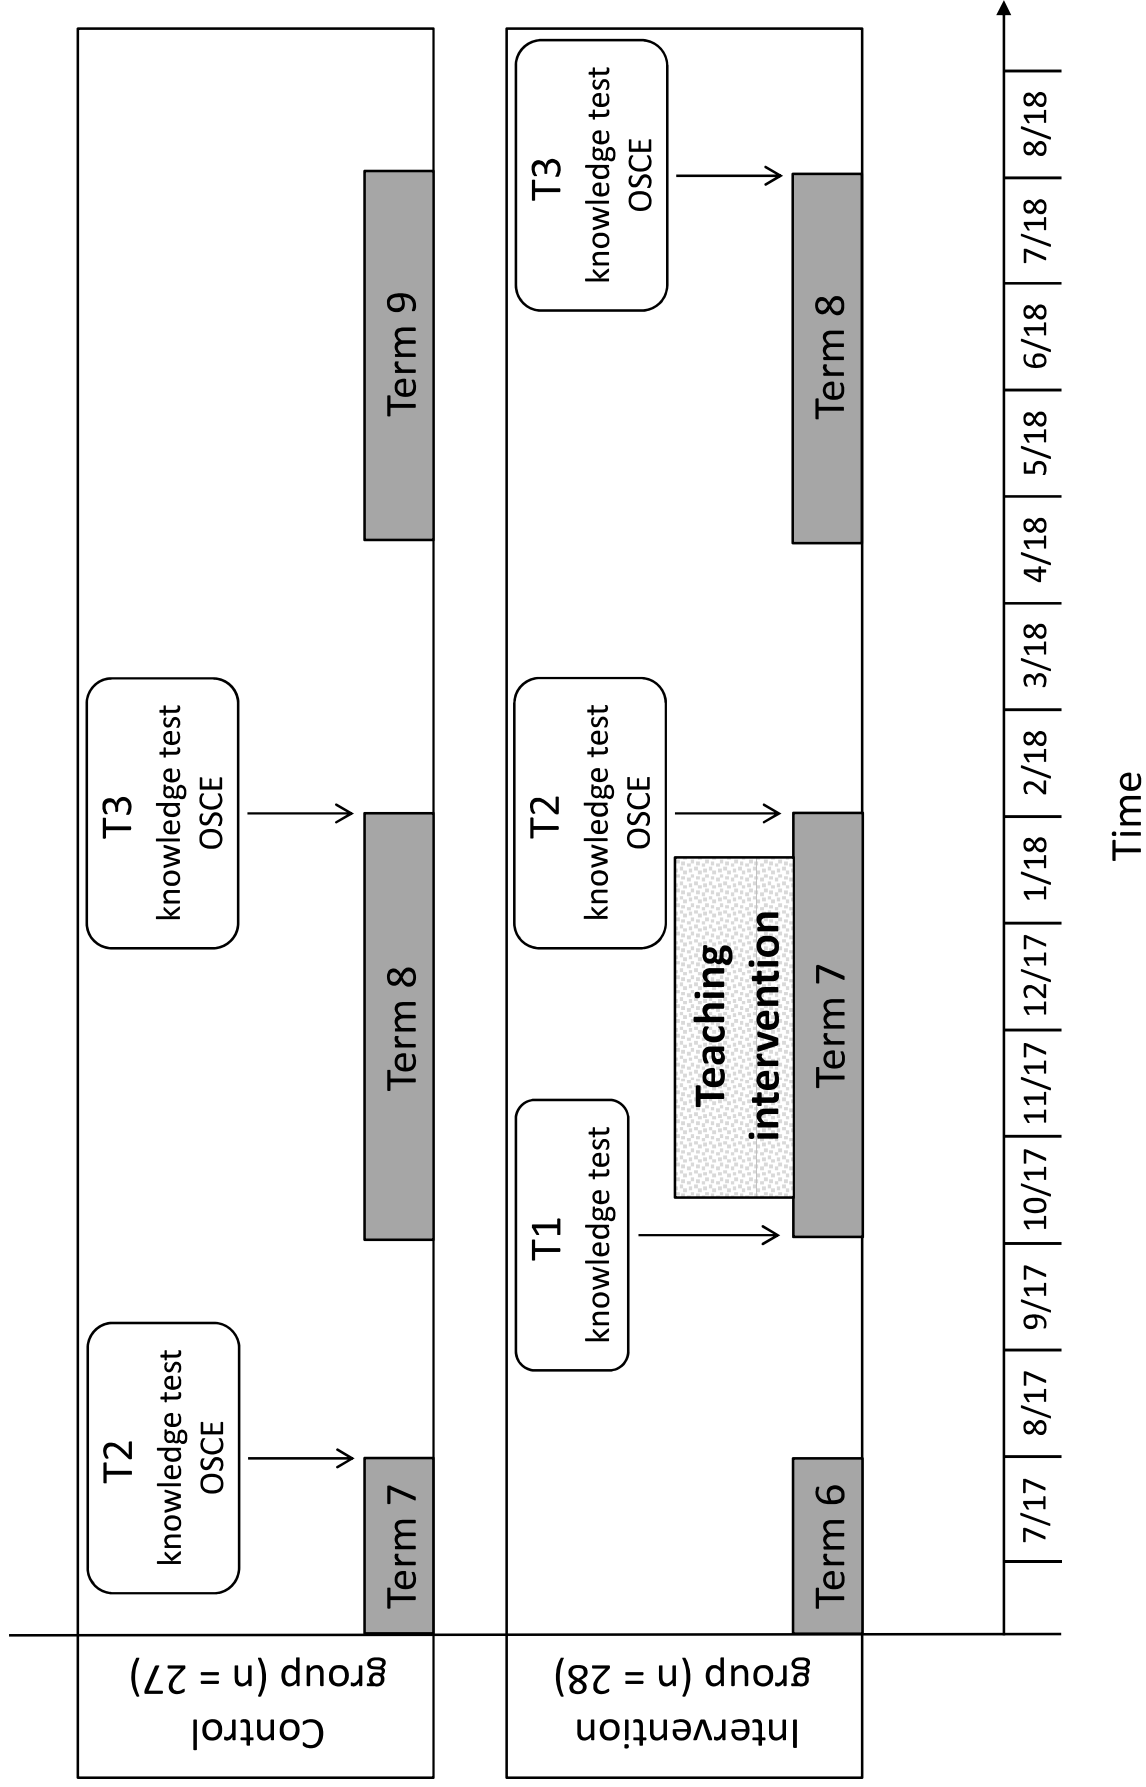 Control
group (n = 27)
T2
knowledge test
OSCE
T3
knowledge test
OSCE
Term 7
Term 8
Term 9
Intervention
group (n = 28)
T1
knowledge test
T2
knowledge test
OSCE
T3
knowledge test
OSCE
Teaching
intervention
Term 6
Term 7
Term 8
7/17
8/17
9/17
10/17
11/17
12/17
1/18
2/18
3/18
4/18
5/18
6/18
7/18
8/18
Time